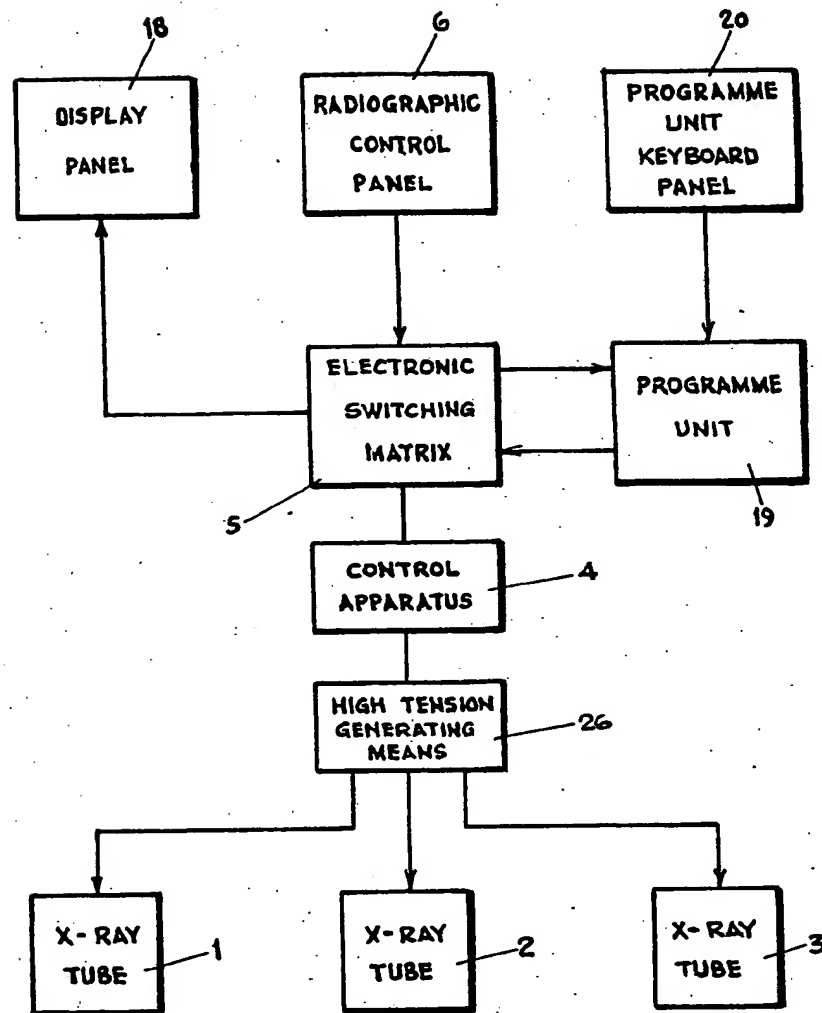 18
6
20
DISPLAY
PANEL
RADIOGRAPHIC
CONTROL
PANEL
PROGRAMME
UNIT
KEYBOARD
PANEL
ELECTRONIC
SWITCHING
MATRIX
5
PROGRAMME
UNIT
19
CONTROL
APPARATUS
4
HIGH TENSION
GENERATING
MEANS
26
X-RAY
TUBE
1
X-RAY
TUBE
2
X-RAY
TUBE
3